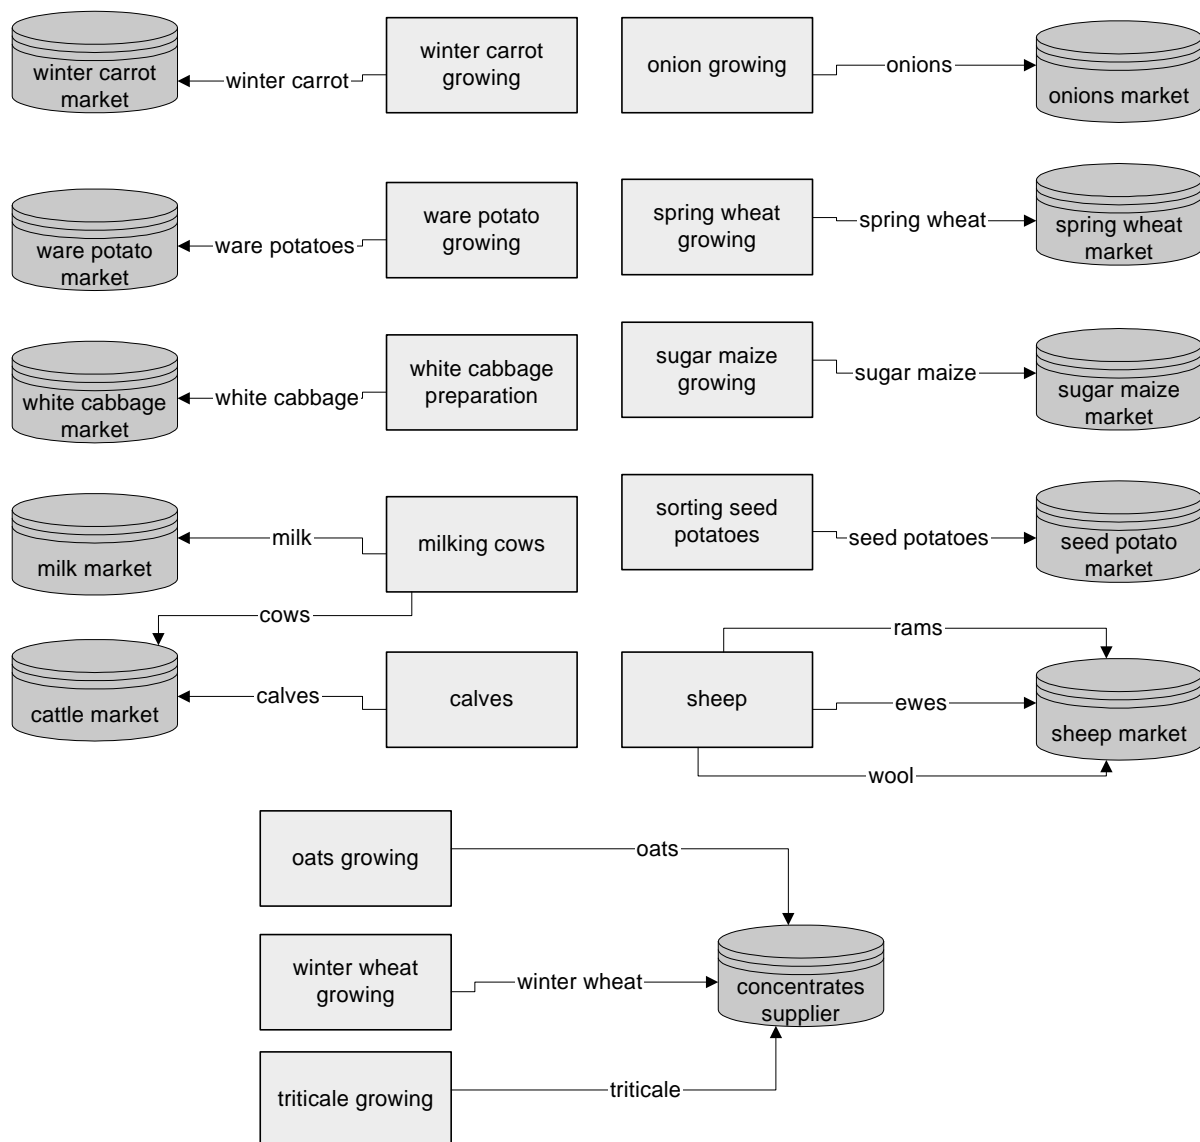 winter carrot
market
winter carrot
winter carrot
growing
onion growing
onions
onions market
ware potato
market
ware potatoes
ware potato
growing
spring wheat
growing
spring wheat
spring wheat
market
white cabbage
market
white cabbage
white cabbage
preparation
sugar maize
growing
sugar maize
sugar maize
market
milk market
milk
milking cows
sorting seed
potatoes
seed potatoes
seed potato
market
cows
cattle market
calves
calves
sheep
rams
ewes
wool
sheep market
oats growing
oats
winter wheat
growing
winter wheat
concentrates
supplier
triticale growing
triticale